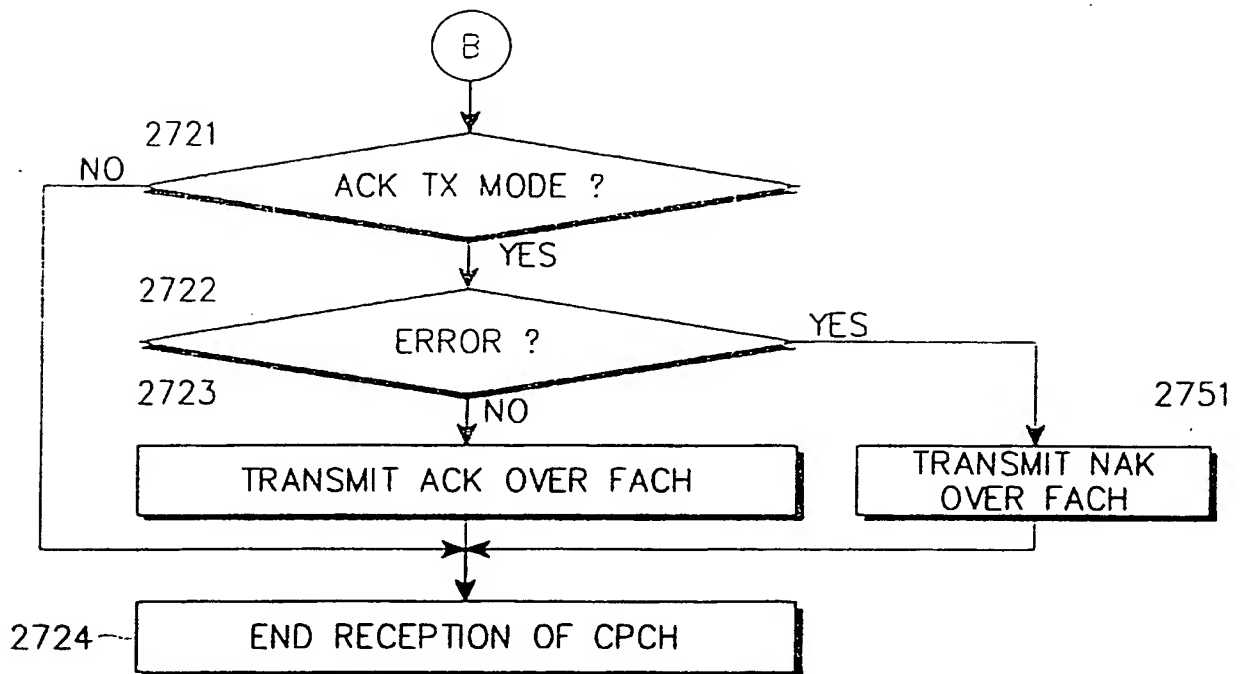 B
2721
NO
ACK TX MODE ?
YES
2722
ERROR ?
YES
2723
NO
2751
TRANSMIT ACK OVER FACH
TRANSMIT NAK
OVER FACH
2724
END RECEPTION OF CPCH